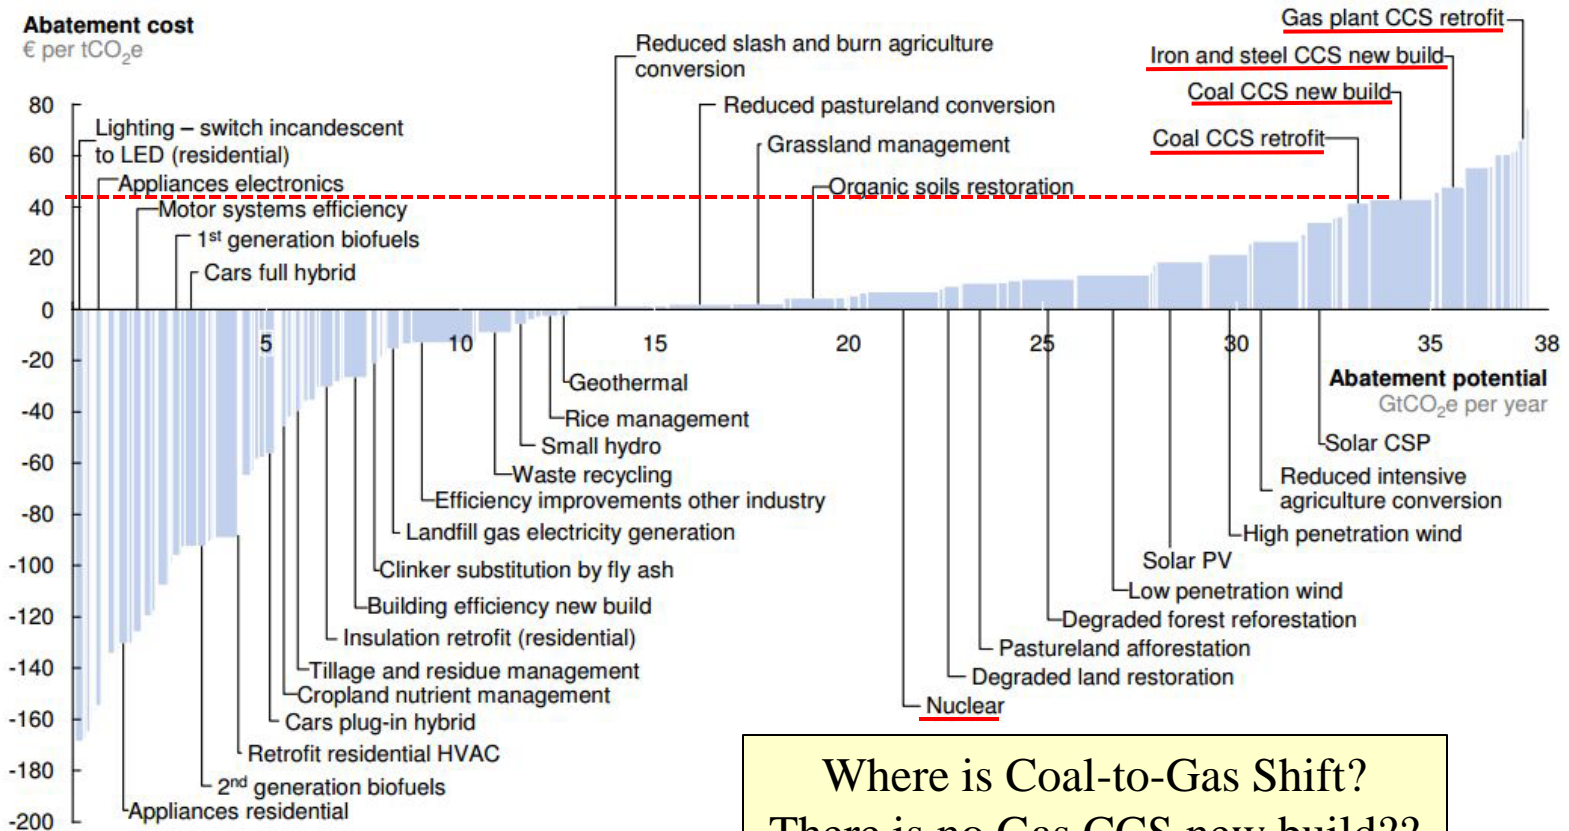 Abatement cost
€ per tCO2e
Gas plant CCS retrofit
Reduced slash and burn agriculture
conversion
Iron and steel CCS new build
Coal CCS new build
80
Reduced pastureland conversion
Lighting – switch incandescent
to LED (residential)
Grassland management
Coal CCS retrofit
60
Appliances electronics
Organic soils restoration
40
Motor systems efficiency
1st generation biofuels
20
Cars full hybrid
0
5
10
15
20
25
30
35
38
-20
Abatement potential
GtCO2e per year
Geothermal
-40
Rice management
Small hydro
Solar CSP
-60
Waste recycling
Reduced intensive
agriculture conversion
Efficiency improvements other industry
-80
Landfill gas electricity generation
High penetration wind
Solar PV
-100
Clinker substitution by fly ash
Low penetration wind
Building efficiency new build
-120
Degraded forest reforestation
Insulation retrofit (residential)
Pastureland afforestation
-140
Tillage and residue management
Degraded land restoration
Cropland nutrient management
Nuclear
-160
Cars plug-in hybrid
Retrofit residential HVAC
-180
2nd generation biofuels
Appliances residential
-200
Where is Coal-to-Gas Shift?
There is no Gas CCS new build??